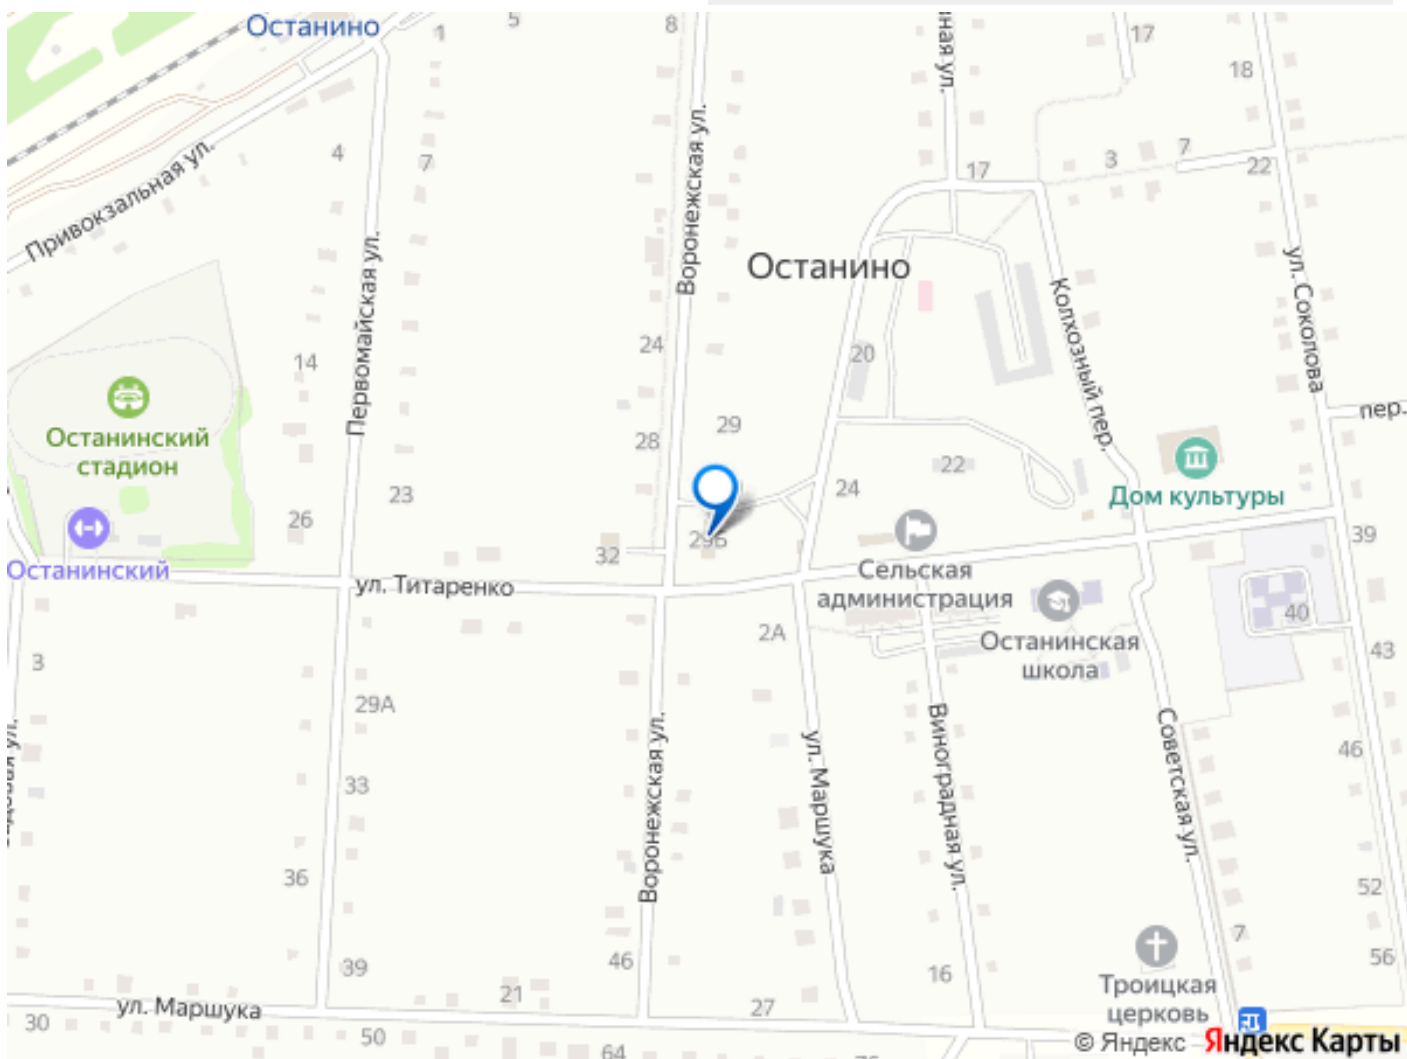 Останино
1
5
8
17
18
ная ул.
Привокзальная ул.
4
7
Воронежская ул.
17
3
7
22
Первомайская ул.
Останино
ул. Соколова
Колхозный пер.
14
24
20
пер.
Останинский
стадион
28
29
22
Дом культуры
23
24
26
29Б
39
32
Останинский
ул. Титаренко
Сельская
администрация
40
2А
Останинская
школа
43
3
29А
Воронежская ул.
ул. Маршука
Виноградная ул.
Советская ул.
46
33
36
52
7
39
46
16
56
Троицкая
церковь
21
27
ул. Маршука
30
50
64
© Яндекс
Яндекс Карты